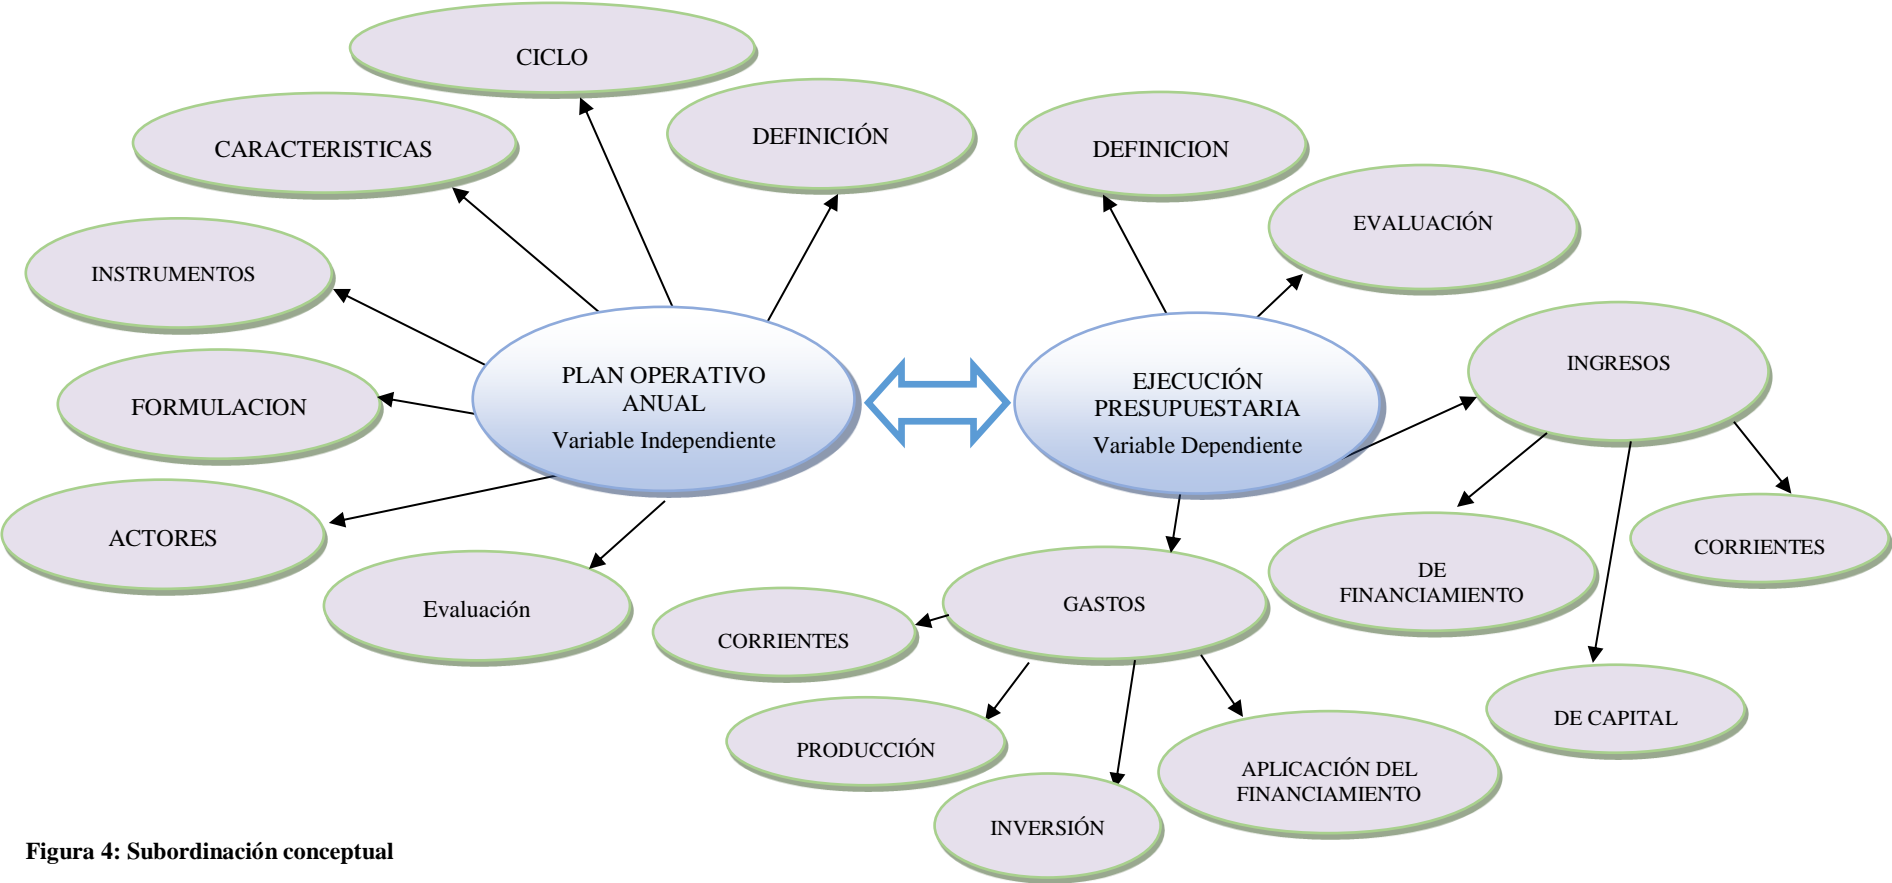 CICLO
DEFINICIÓN
CARACTERISTICAS
DEFINICION
EVALUACIÓN
INSTRUMENTOS
INGRESOS
PLAN OPERATIVO
ANUAL
Variable Independiente
EJECUCIÓN
PRESUPUESTARIA
Variable Dependiente
FORMULACION
ACTORES
Evaluación
GASTOS
DE
FINANCIAMIENTO
CORRIENTES
CORRIENTES
DE CAPITAL
PRODUCCIÓN
APLICACIÓN DEL
FINANCIAMIENTO
INVERSIÓN
Figura 4: Subordinación conceptual